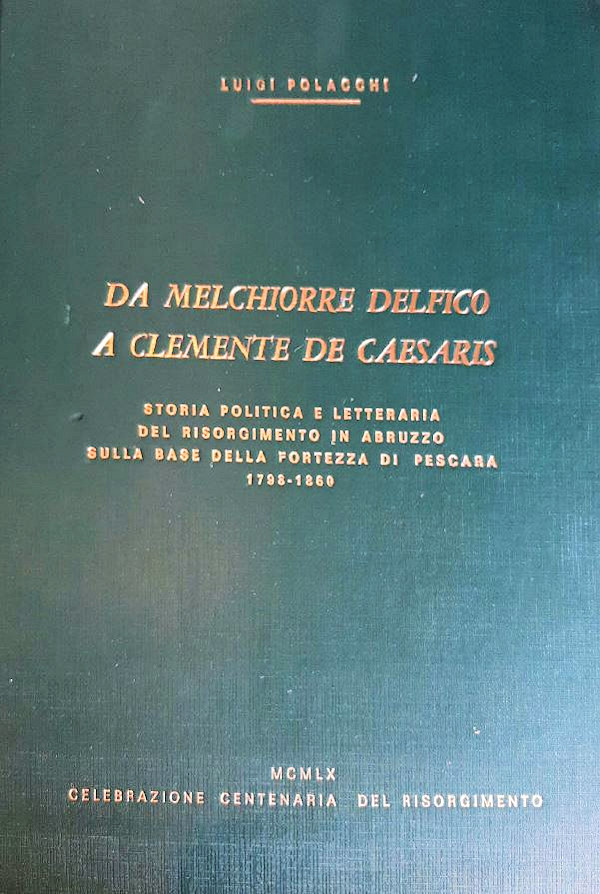 LUIGI POLACCHI
DA MELCHIORRE DELFICO
A CLEMENTE DE CAESARIS
STORIA POLITICA E LETTERARIA
DEL RISORGIMENTO IN ABRUZZO
SULLA BASE DELLA FORTEZZA DI PESCARA
1798-1860
MCMLX
CELEBRAZIONE CENTENARIA DEL RISORGIMENTO